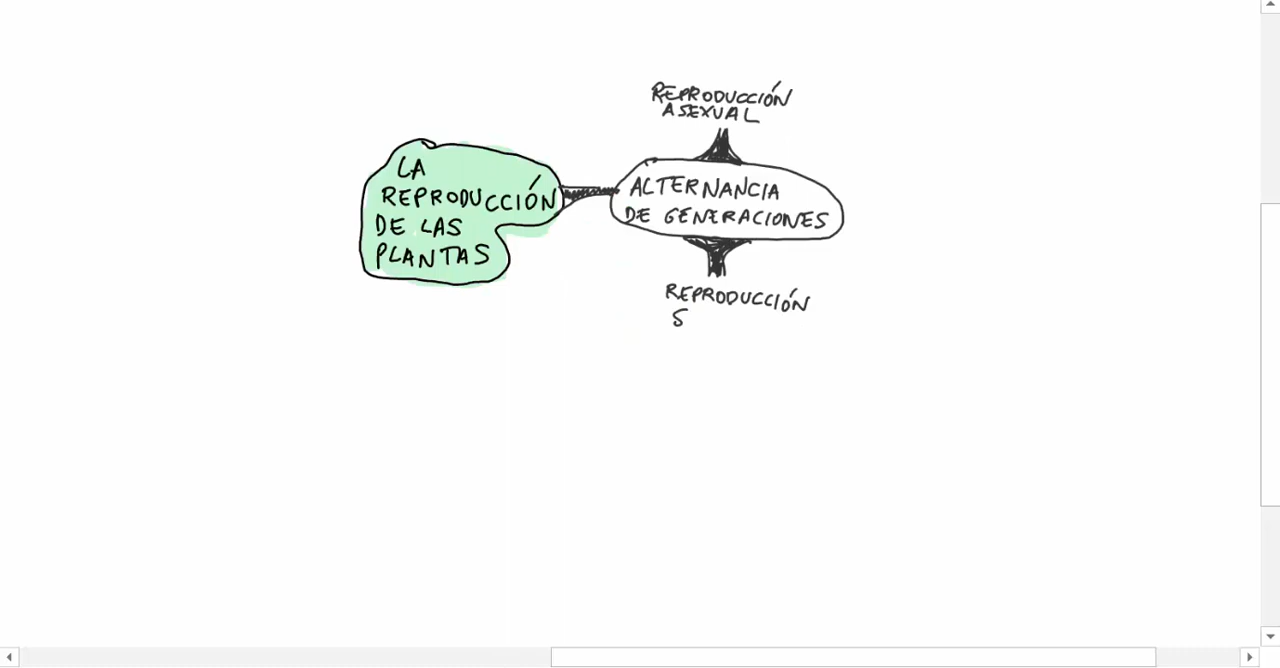 LA
REPRODUCCIÓN
DE LAS
PLANTAS
REPRODUCCIÓN
ASEXUAL
ALTERNANCIA
DE GENERACIONES
REPRODUCCIÓN
S